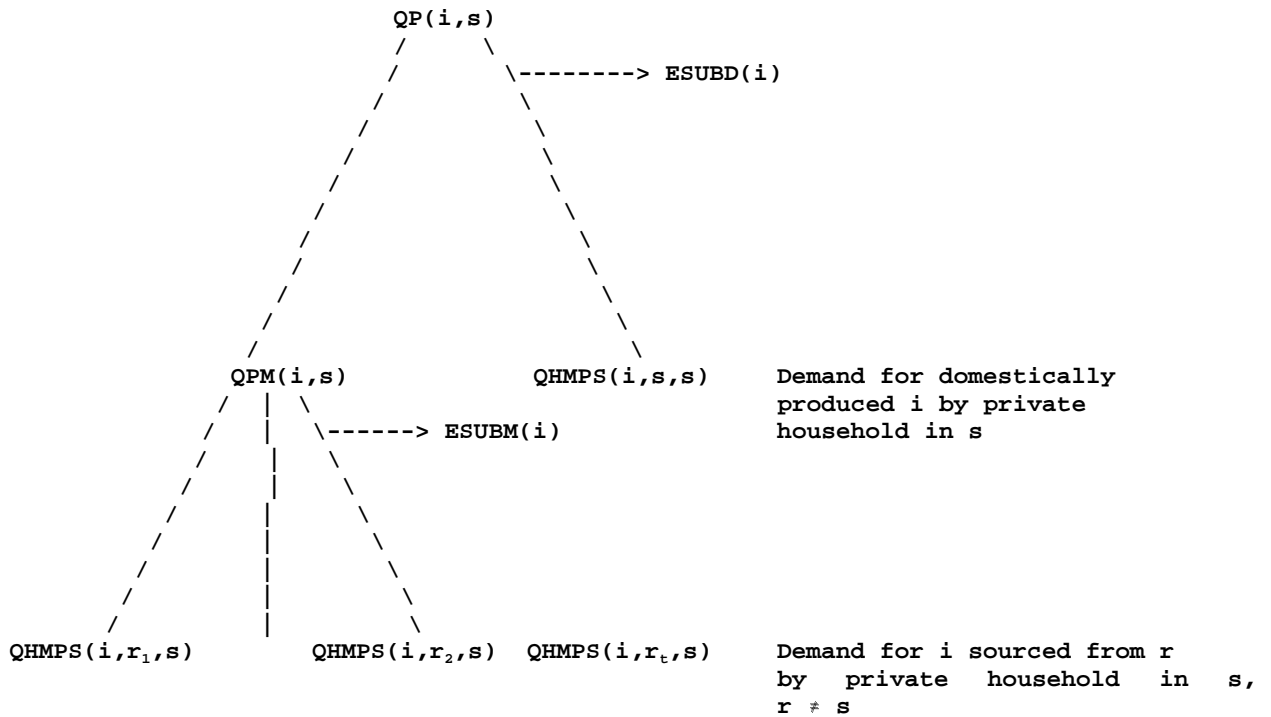 QP(i,s)
--------> ESUBD(i)
QPM(i,s) QHMPS(i,s,s) Demand for domestically
produced i by private
------> ESUBM(i) household in s
QHMPS(i,r₁,s) QHMPS(i,r₂,s) QHMPS(i,rₜ,s) Demand for i sourced from r
by private household in s,
r ≠ s